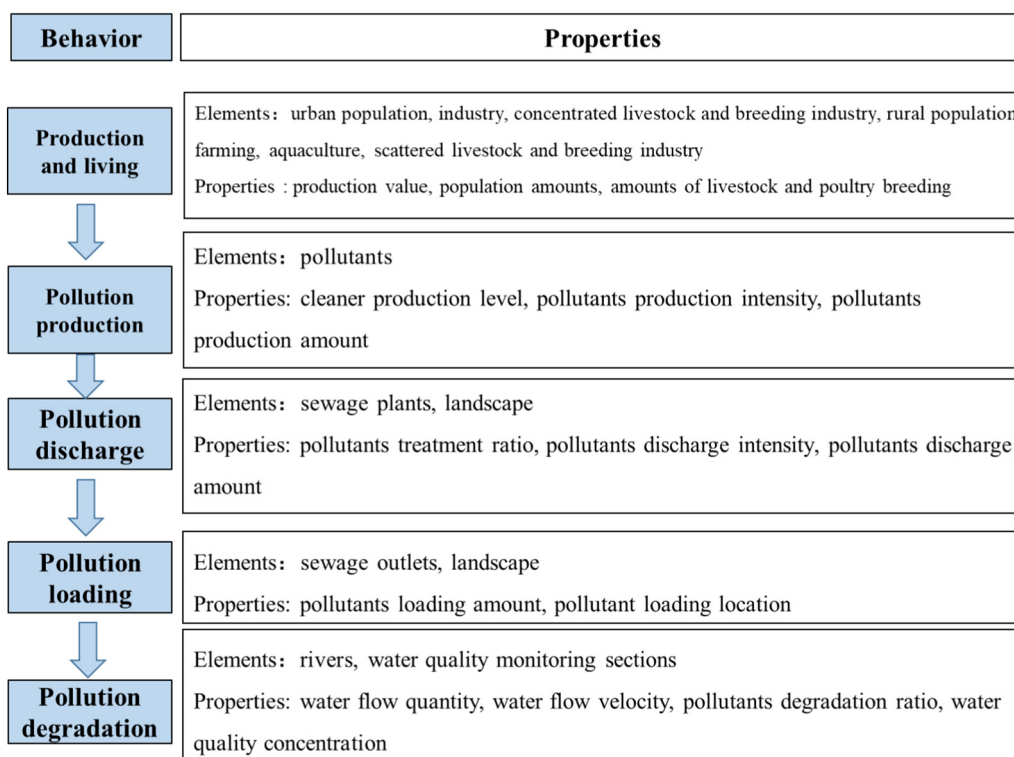 Behavior
Properties
Production
and living
Elements：urban population, industry, concentrated livestock and breeding industry, rural population
farming, aquaculture, scattered livestock and breeding industry
Properties : production value, population amounts, amounts of livestock and poultry breeding
Pollution
production
Elements：pollutants
Properties: cleaner production level, pollutants production intensity, pollutants
production amount
Pollution
discharge
Elements：sewage plants, landscape
Properties: pollutants treatment ratio, pollutants discharge intensity, pollutants discharge
amount
Pollution
loading
Elements：sewage outlets, landscape
Properties: pollutants loading amount, pollutant loading location
Pollution
degradation
Elements：rivers, water quality monitoring sections
Properties: water flow quantity, water flow velocity, pollutants degradation ratio, water
quality concentration